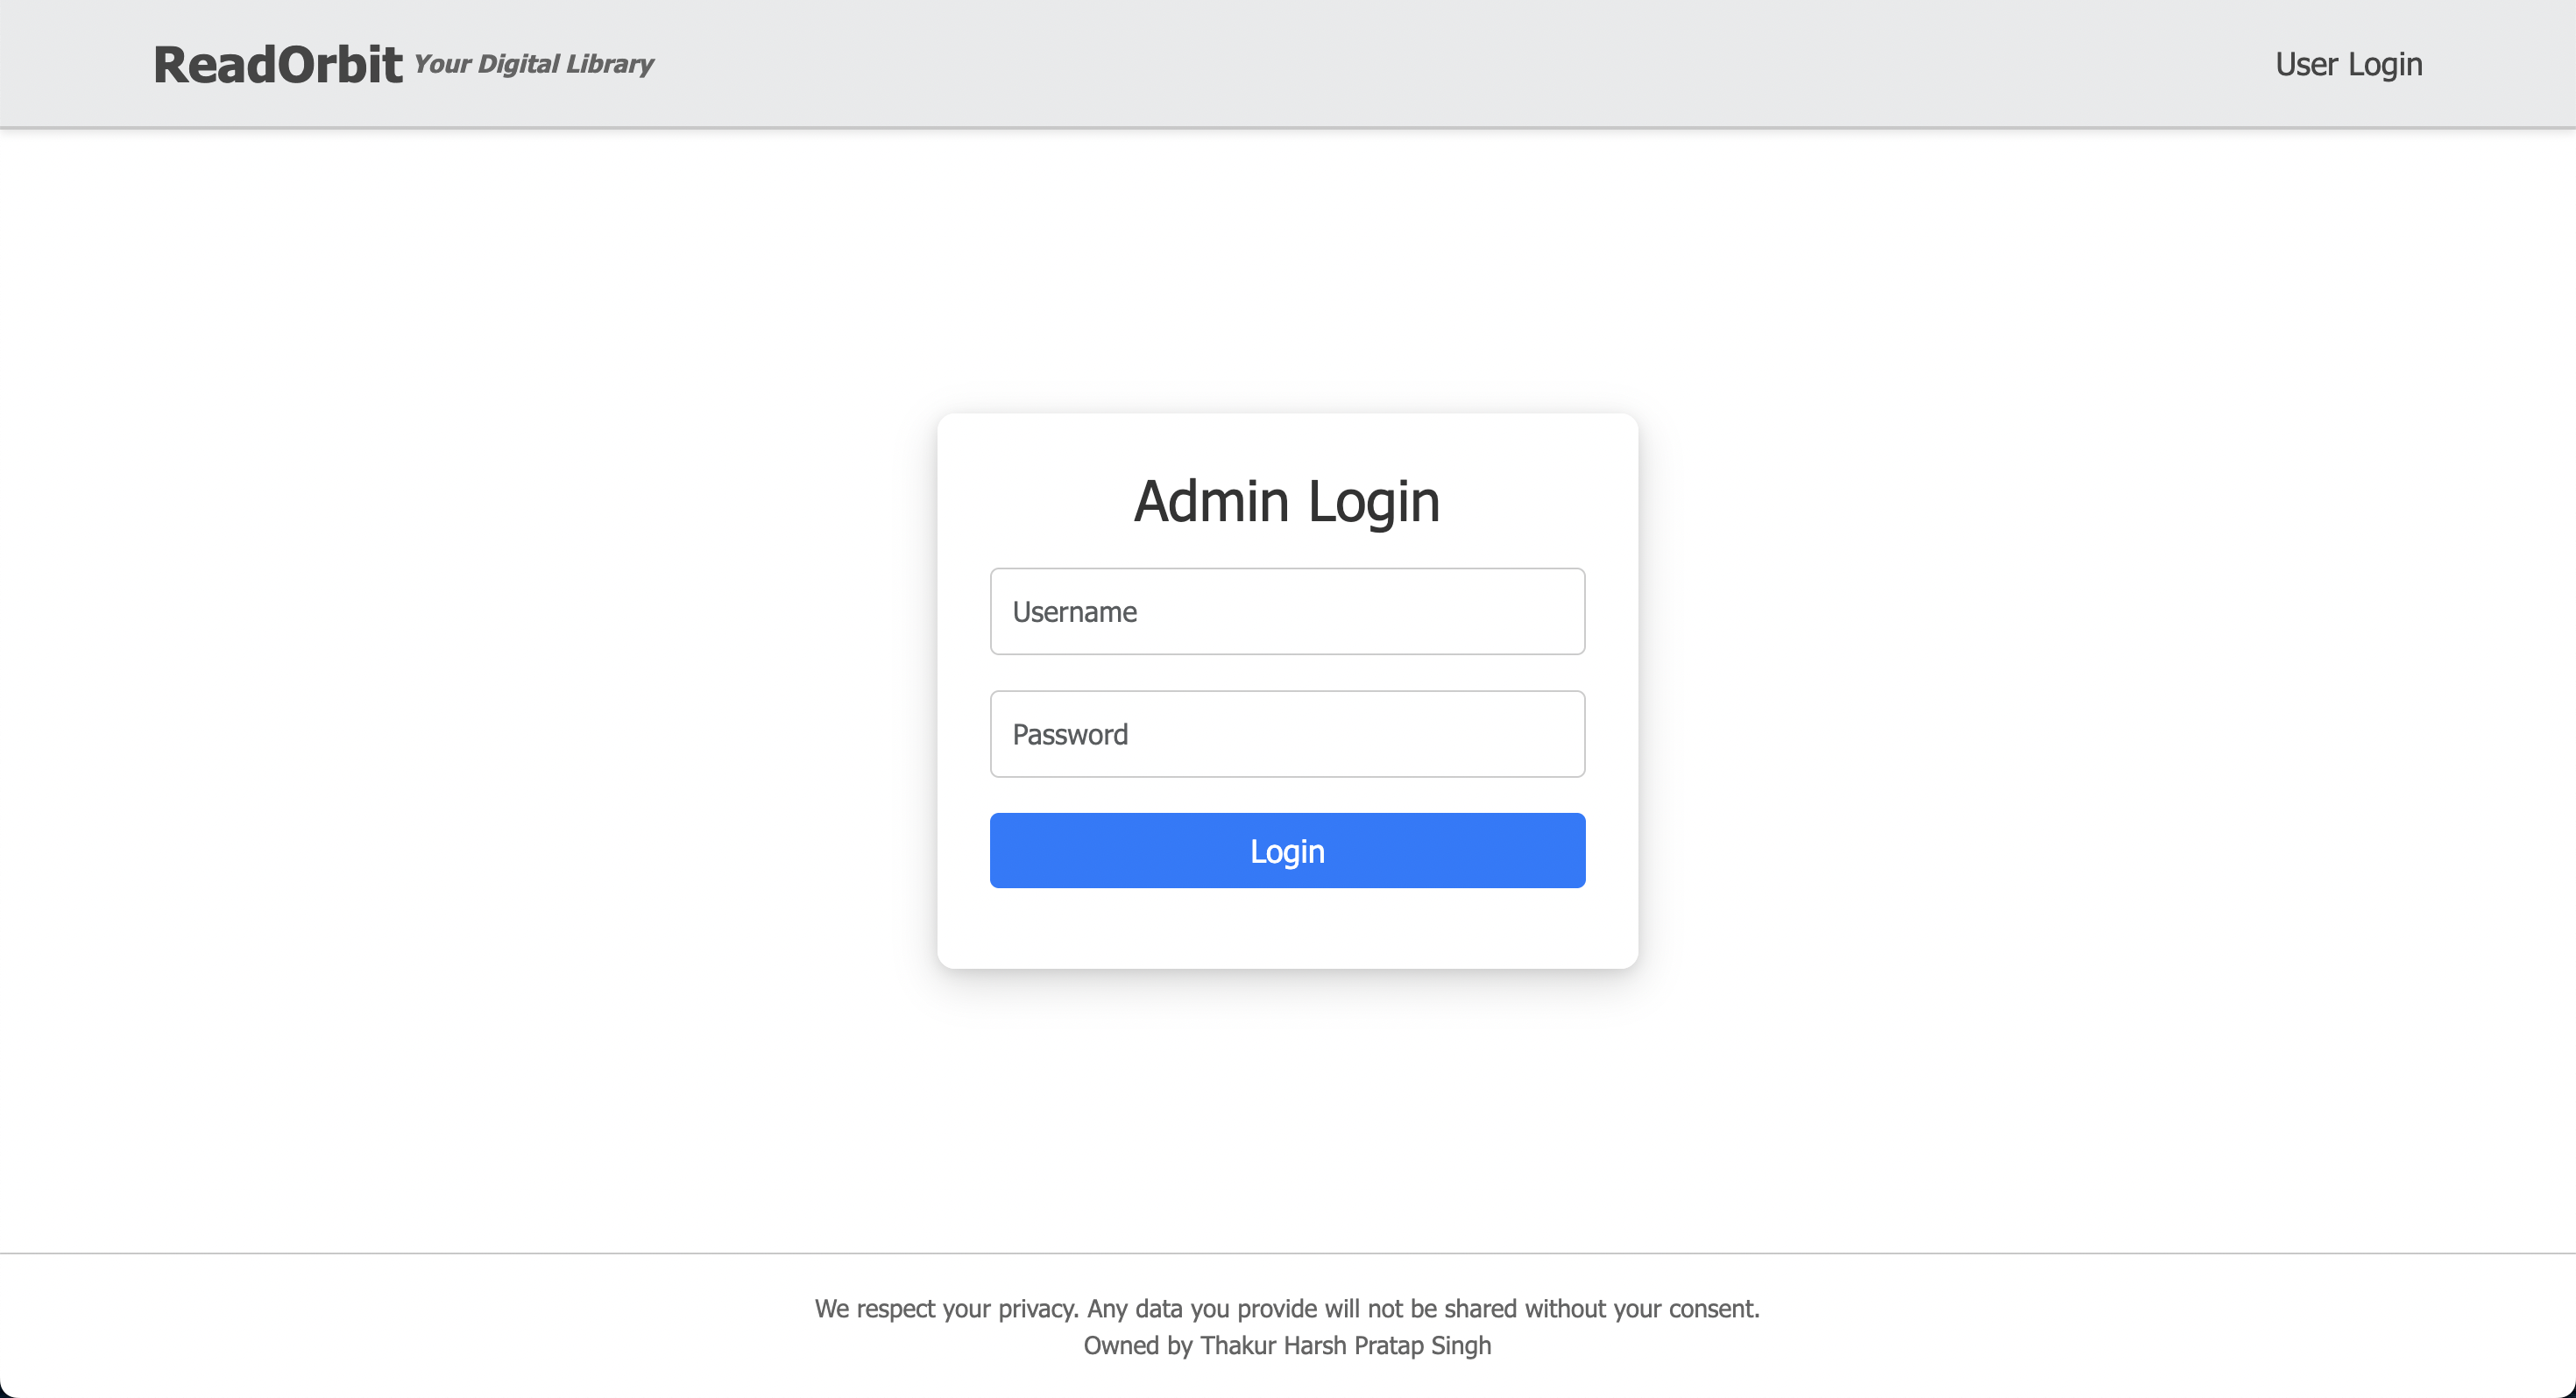 ReadOrbit Your Digital Library
User Login
Admin Login
Username
Password
Login
We respect your privacy. Any data you provide will not be shared without your consent.
Owned by Thakur Harsh Pratap Singh